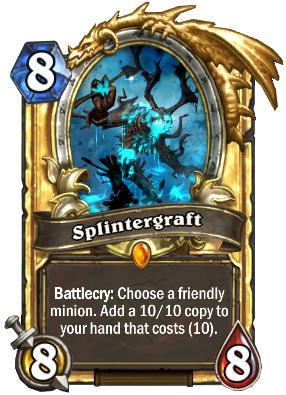 8
Splintergraft
Battlecry: Choose a friendly
minion. Add a 10/10 copy to
your hand that costs (10).
8
8